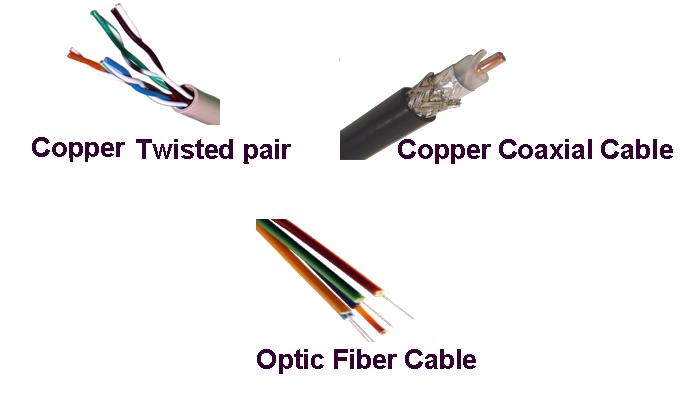 Copper Twisted pair
Copper Coaxial Cable
Optic Fiber Cable